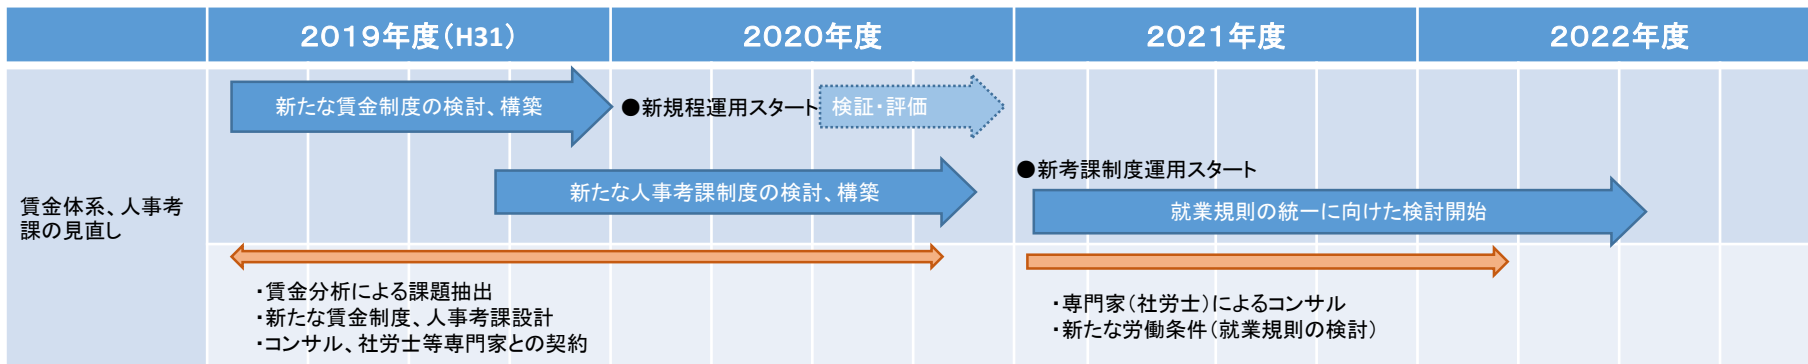 2019年度(H31)
2020年度
2021年度
2022年度
賃金体系、人事考
課の見直し
新たな賃金制度の検討、構築
●新規程運用スタート
検証・評価
新たな人事考課制度の検討、構築
●新考課制度運用スタート
就業規則の統一に向けた検討開始
・賃金分析による課題抽出
・新たな賃金制度、人事考課設計
・コンサル、社労士等専門家との契約
・専門家(社労士)によるコンサル
・新たな労働条件(就業規則の検討)